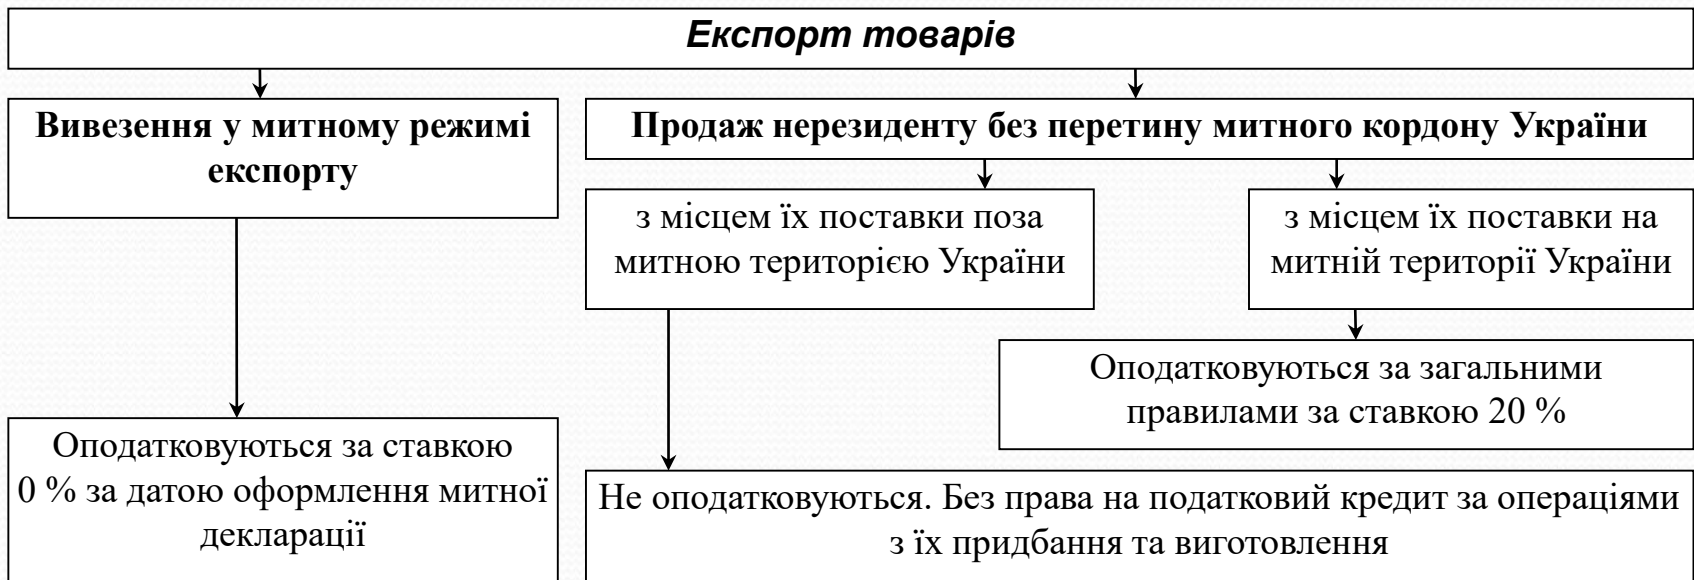 Експорт товарів
Вивезення у митному режимі
експорту
Продаж нерезиденту без перетину митного кордону України
з місцем їх поставки поза
митною територією України
з місцем їх поставки на
митній території України
Оподатковуються за загальними
правилами за ставкою 20 %
Оподатковуються за ставкою
0 % за датою оформлення митної
декларації
Не оподатковуються. Без права на податковий кредит за операціями
з їх придбання та виготовлення